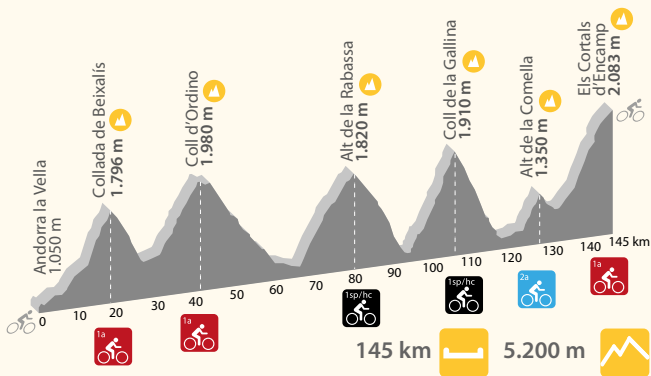 Andorra la Vella
1.050 m
Collada de Beixalís
1.796 m
Coll d'Ordino
1.980 m
Alt de la Rabassa
1.820 m
Coll de la Gallina
1.910 m
Alt de la Comella
1.350 m
Els Cortals
d'Encamp
2.083 m
0 10 20 30 40 50 60 70 80 90 100 110 120 130 140 145 km
1a
1a
1sp/hc
1sp/hc
2a
1a
145 km
5.200 m